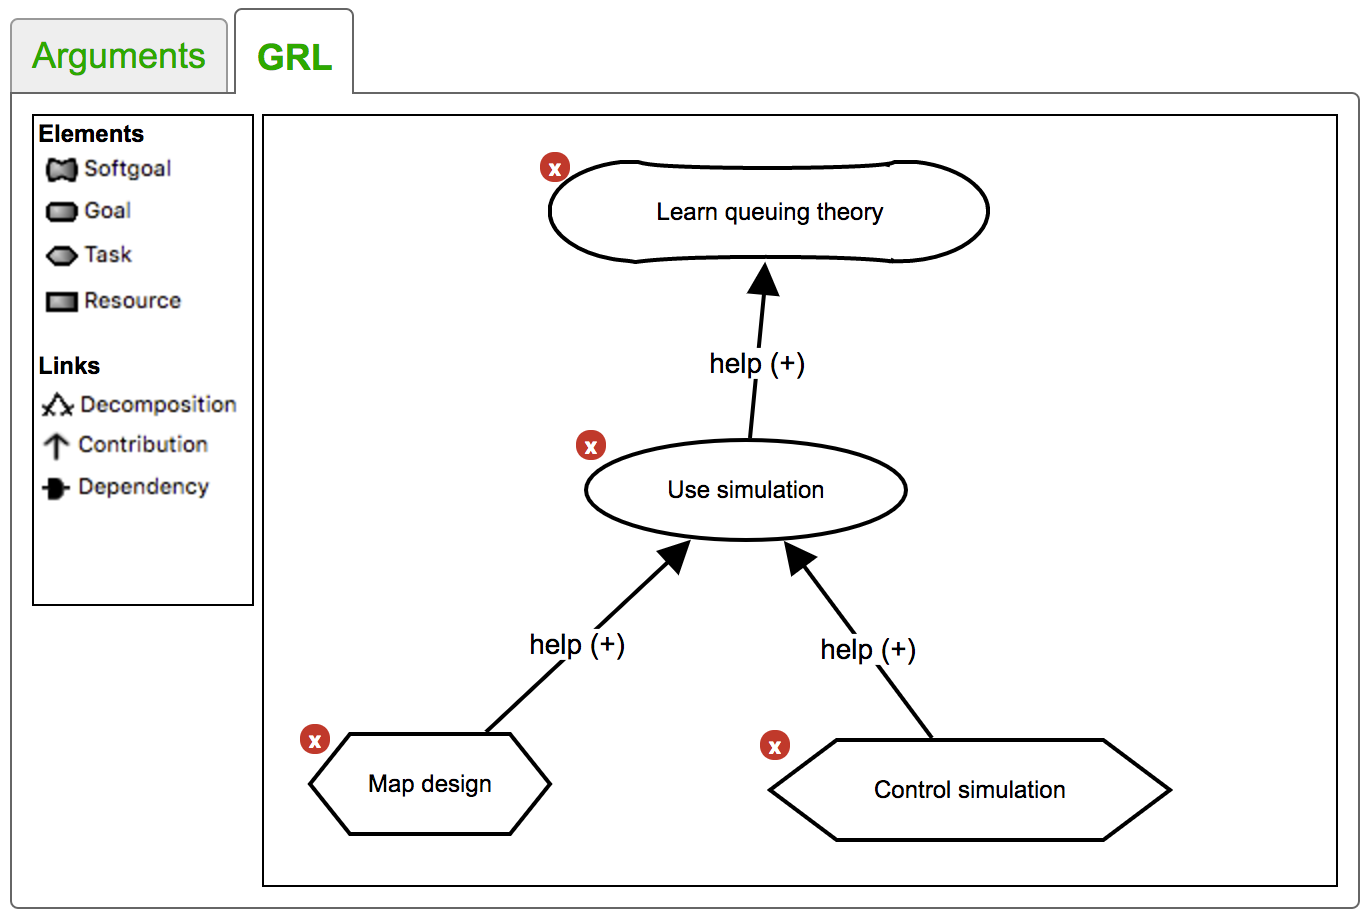 Arguments
GRL
Elements
Softgoal
Goal
Task
Resource
Links
Decomposition
Contribution
Dependency
x
Learn queuing theory
help (+)
x
Use simulation
help (+)
help (+)
x
Map design
x
Control simulation